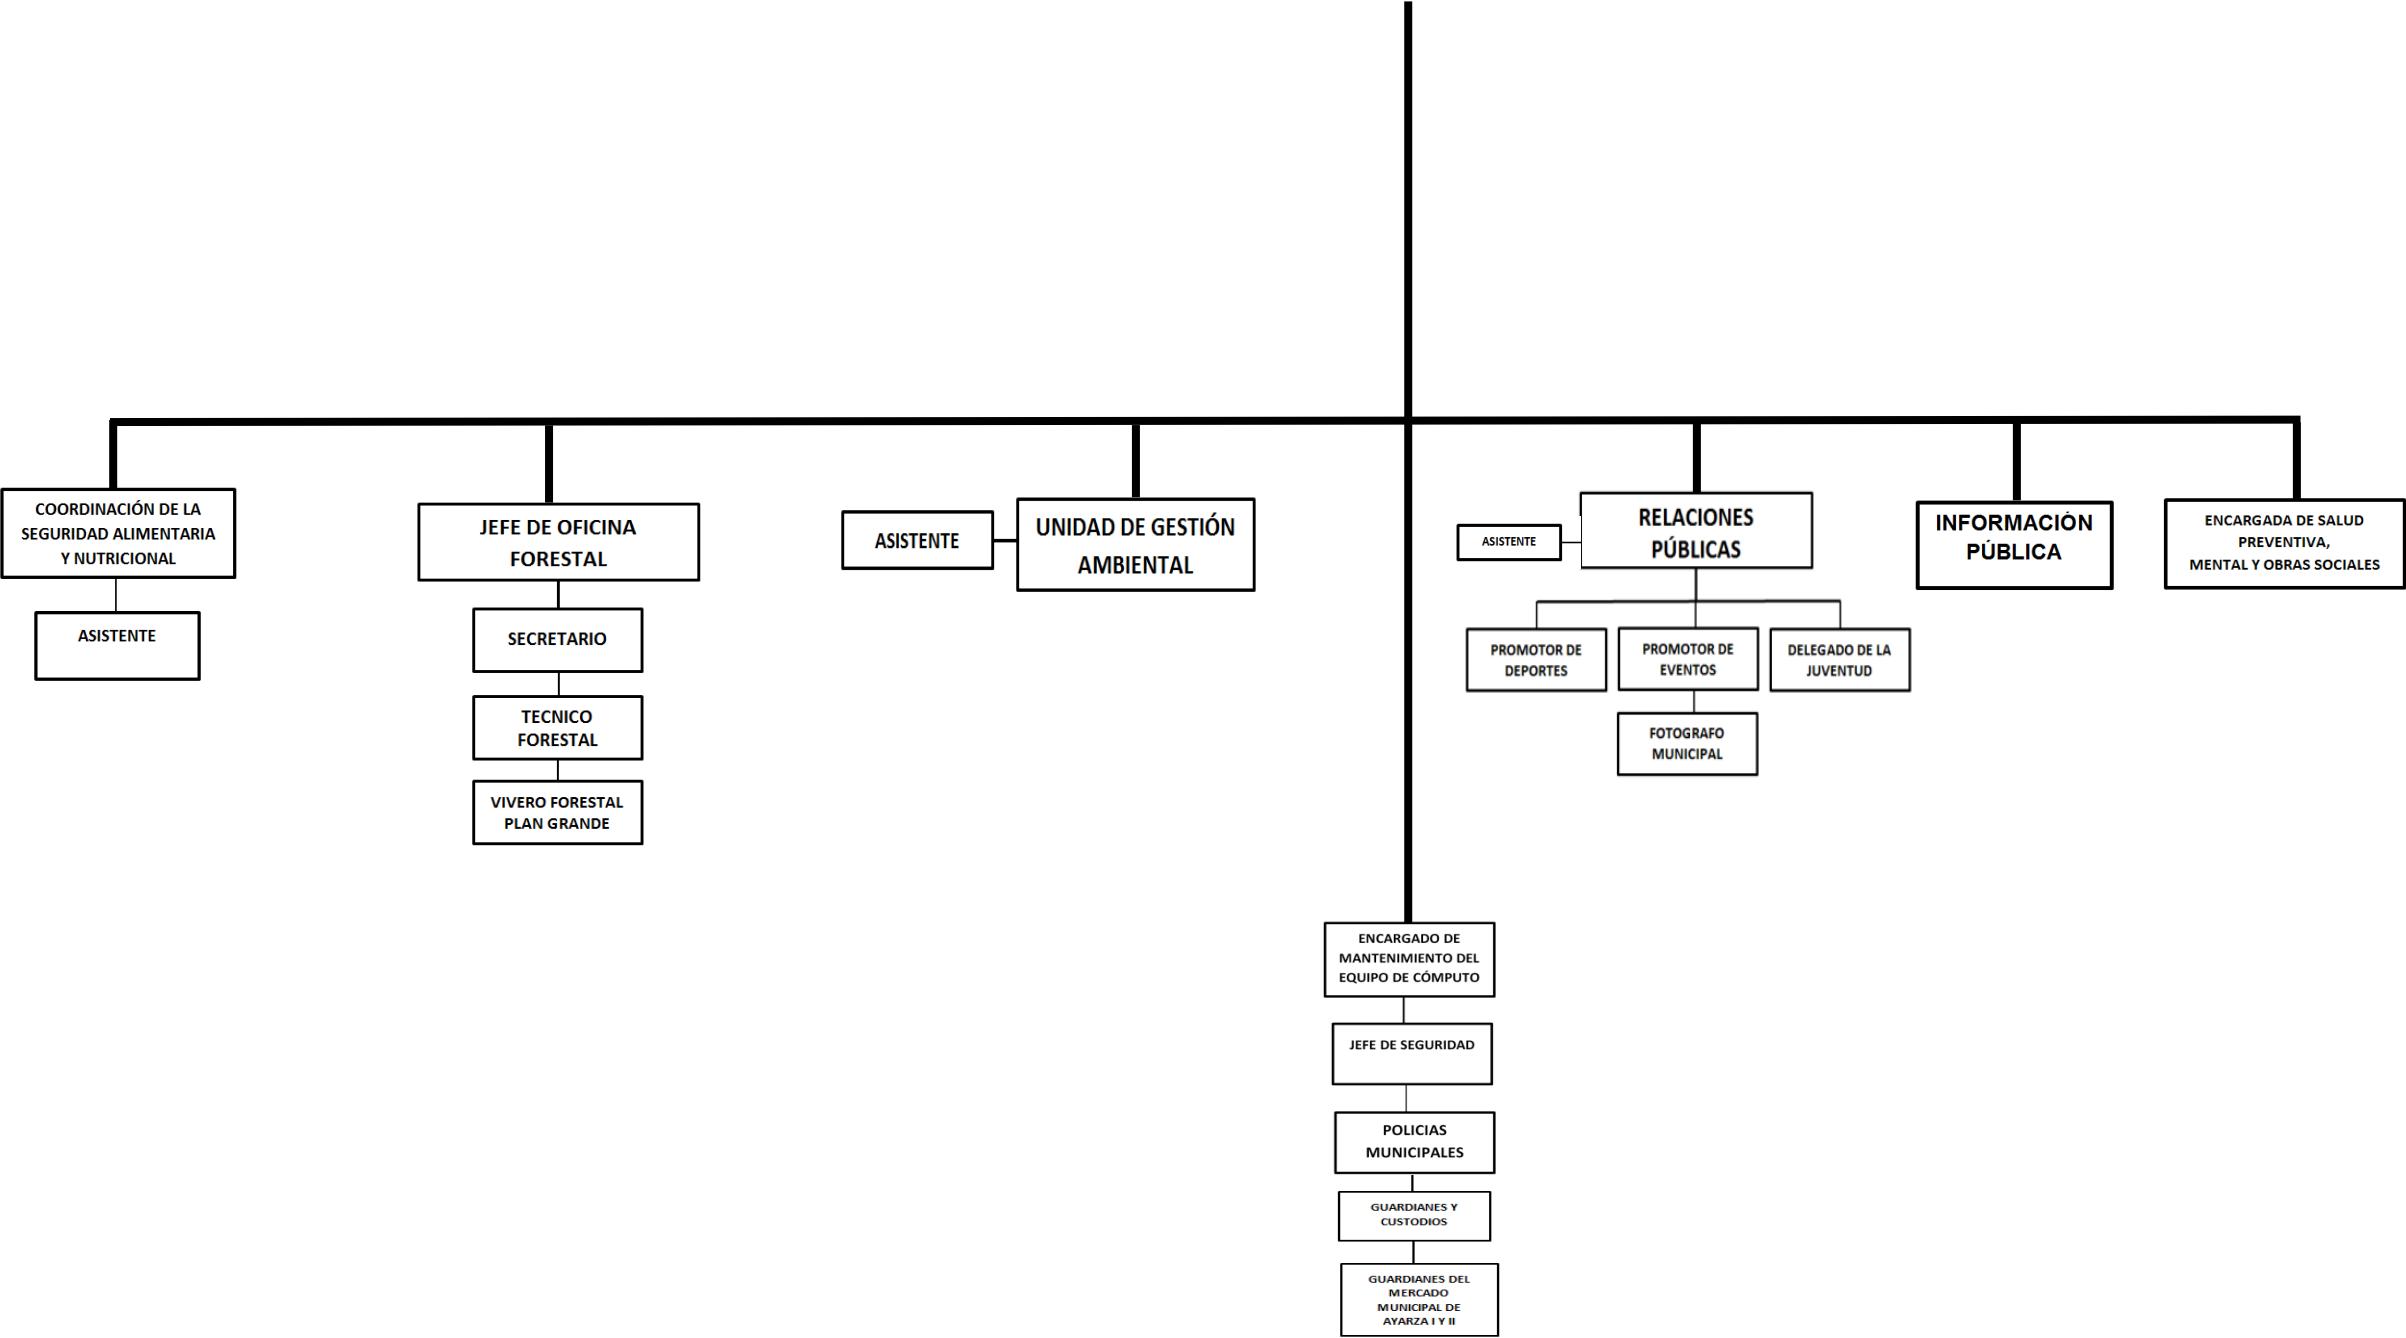 COORDINACIÓN DE LA
SEGURIDAD ALIMENTARIA
Y NUTRICIONAL
ASISTENTE
JEFE DE OFICINA
FORESTAL
SECRETARIO
TECNICO
FORESTAL
VIVERO FORESTAL
PLAN GRANDE
ASISTENTE
UNIDAD DE GESTIÓN
AMBIENTAL
ASISTENTE
RELACIONES
PÚBLICAS
PROMOTOR DE
DEPORTES
PROMOTOR DE
EVENTOS
DELEGADO DE LA
JUVENTUD
FOTOGRAFO
MUNICIPAL
INFORMACIÓN
PÚBLICA
ENCARGADA DE SALUD
PREVENTIVA,
MENTAL Y OBRAS SOCIALES
ENCARGADO DE
MANTENIMIENTO DEL
EQUIPO DE CÓMPUTO
JEFE DE SEGURIDAD
POLICIAS
MUNICIPALES
GUARDIANES Y
CUSTODIOS
GUARDIANES DEL
MERCADO
MUNICIPAL DE
AYARZA I Y II